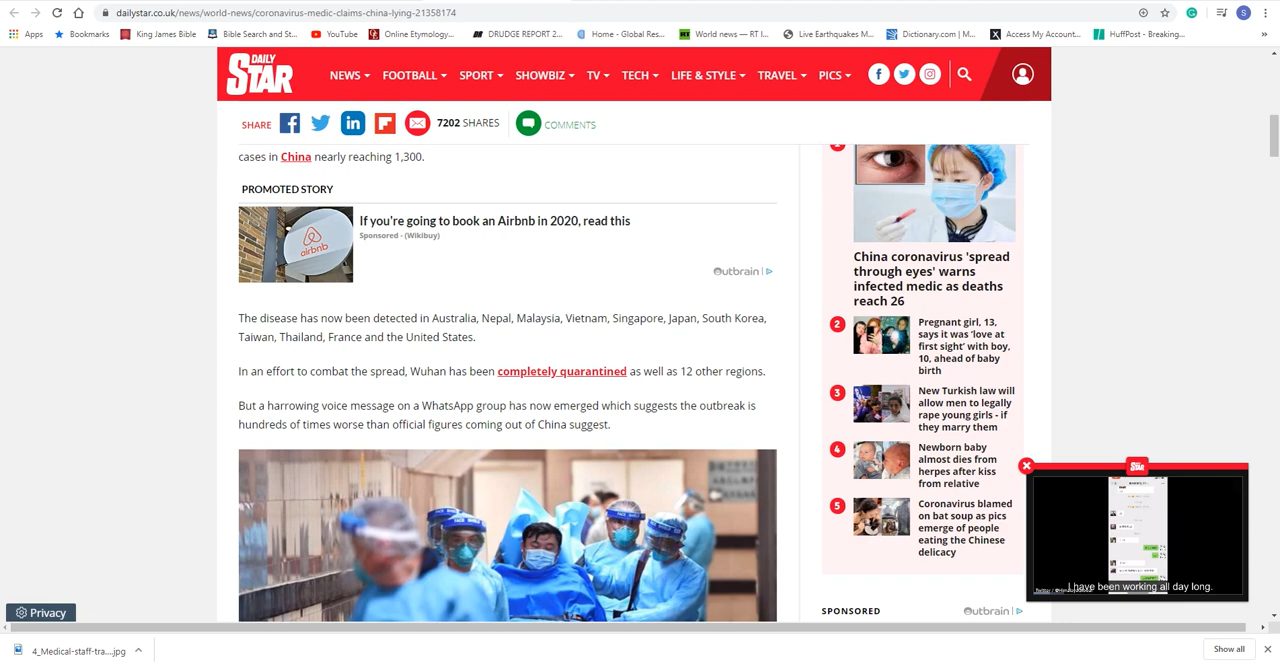 dailystar.co.uk/news/world-news/coronavirus-medic-claims-china-lying-21358174
S
Apps
Bookmarks
King James Bible
Bible Search and St...
YouTube
Online Etymology...
DRUDGE REPORT 2...
Home - Global Res...
World news — RT I...
Live Earthquakes M...
Dictionary.com | M...
Access My Account...
HuffPost - Breaking...
»
DAILY
STAR
NEWS
FOOTBALL
SPORT
SHOWBIZ
TV
TECH
LIFE & STYLE
TRAVEL
PICS
SHARE
7202 SHARES
COMMENTS
cases in China nearly reaching 1,300.
PROMOTED STORY
airbnb
If you're going to book an Airbnb in 2020, read this
Sponsored - (Wikibuy)
Outbrain
The disease has now been detected in Australia, Nepal, Malaysia, Vietnam, Singapore, Japan, South Korea,
Taiwan, Thailand, France and the United States.
In an effort to combat the spread, Wuhan has been completely quarantined as well as 12 other regions.
But a harrowing voice message on a WhatsApp group has now emerged which suggests the outbreak is
hundreds of times worse than official figures coming out of China suggest.
China coronavirus 'spread
through eyes' warns
infected medic as deaths
reach 26
2
Pregnant girl, 13,
says it was 'love at
first sight' with boy,
10, ahead of baby
birth
3
New Turkish law will
allow men to legally
rape young girls - if
they marry them
4
Newborn baby
almost dies from
herpes after kiss
from relative
5
Coronavirus blamed
on bat soup as pics
emerge of people
eating the Chinese
delicacy
STAR
I have been working all day long.
SPONSORED
Outbrain
Privacy
4_Medical-staff-tra....jpg
Show all